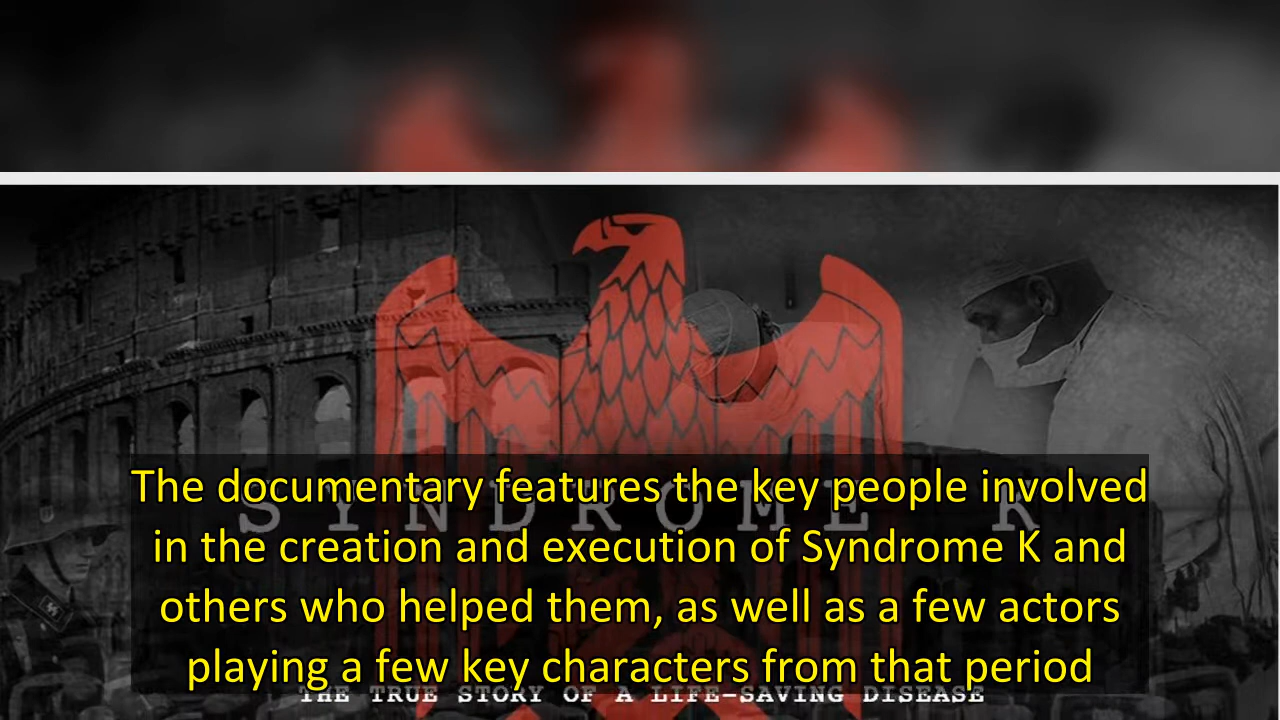 The documentary features the key people involved
SYNDROME K
in the creation and execution of Syndrome K and
others who helped them, as well as a few actors
playing a few key characters from that period
THE TRUE STORY OF A LIFE-SAVING DISEASE